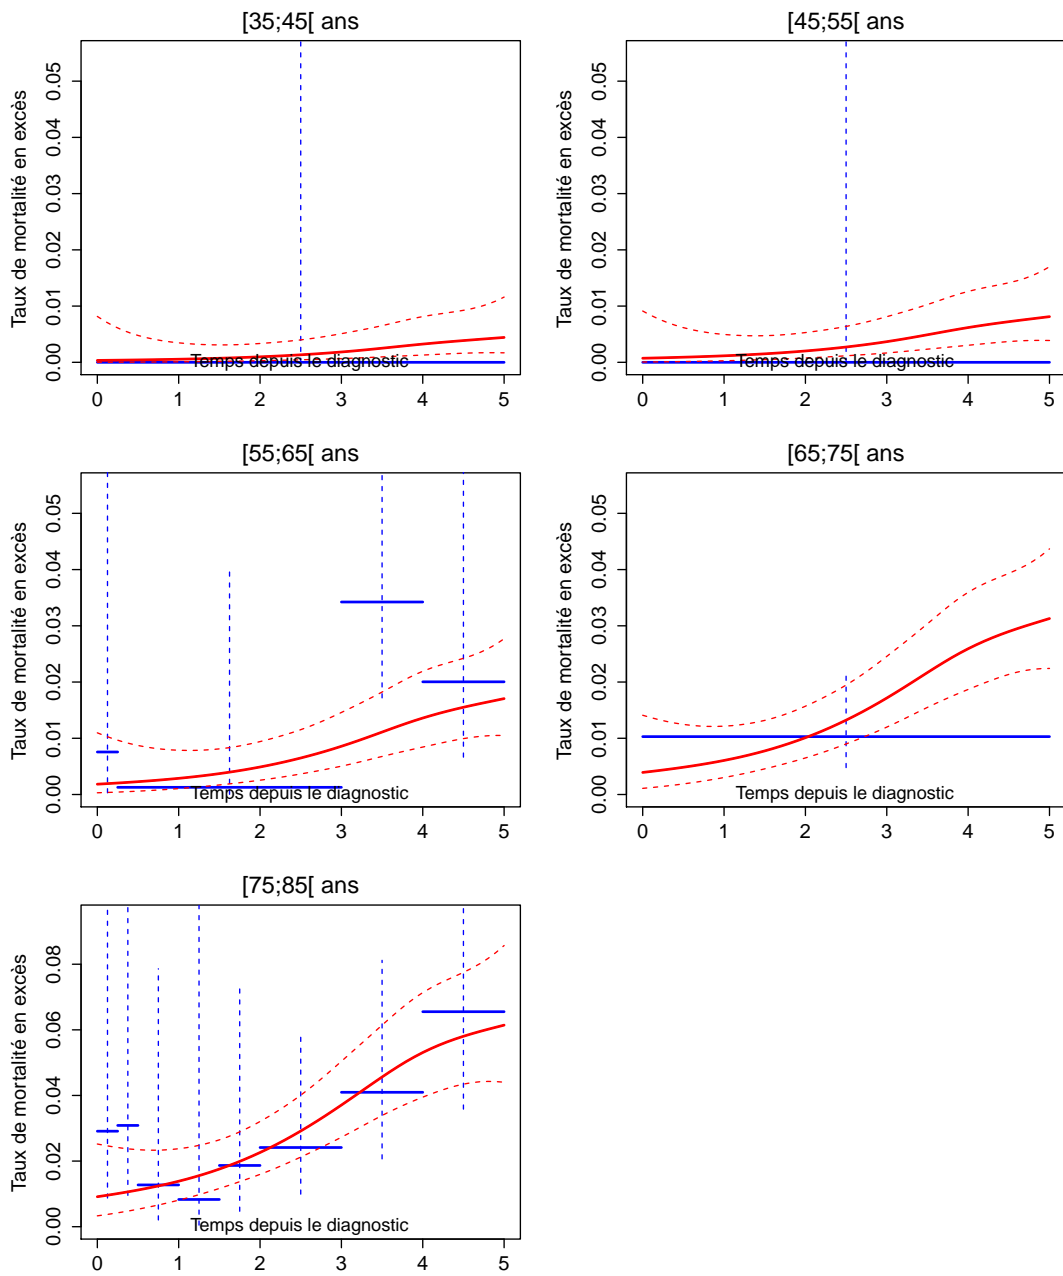 [35;45[ ans
Taux de mortalité en excès
0.00 0.01 0.02 0.03 0.04 0.05
Temps depuis le diagnostic
0 1 2 3 4 5
[45;55[ ans
Taux de mortalité en excès
0.00 0.01 0.02 0.03 0.04 0.05
Temps depuis le diagnostic
0 1 2 3 4 5
[55;65[ ans
Taux de mortalité en excès
0.00 0.01 0.02 0.03 0.04 0.05
Temps depuis le diagnostic
0 1 2 3 4 5
[65;75[ ans
Taux de mortalité en excès
0.00 0.01 0.02 0.03 0.04 0.05
Temps depuis le diagnostic
0 1 2 3 4 5
[75;85[ ans
Taux de mortalité en excès
0.00 0.02 0.04 0.06 0.08
Temps depuis le diagnostic
0 1 2 3 4 5